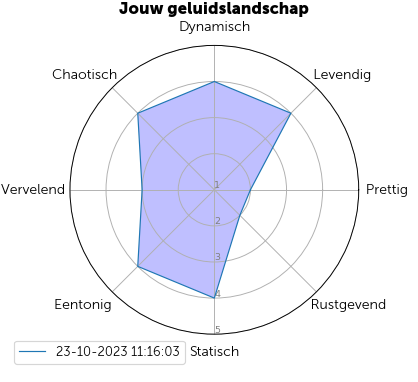 Jouw geluidslandschap
Dynamisch
Chaotisch
Levendig
Vervelend
Prettig
1
2
3
4
5
Eentonig
Rustgevend
Statisch
23-10-2023 11:16:03